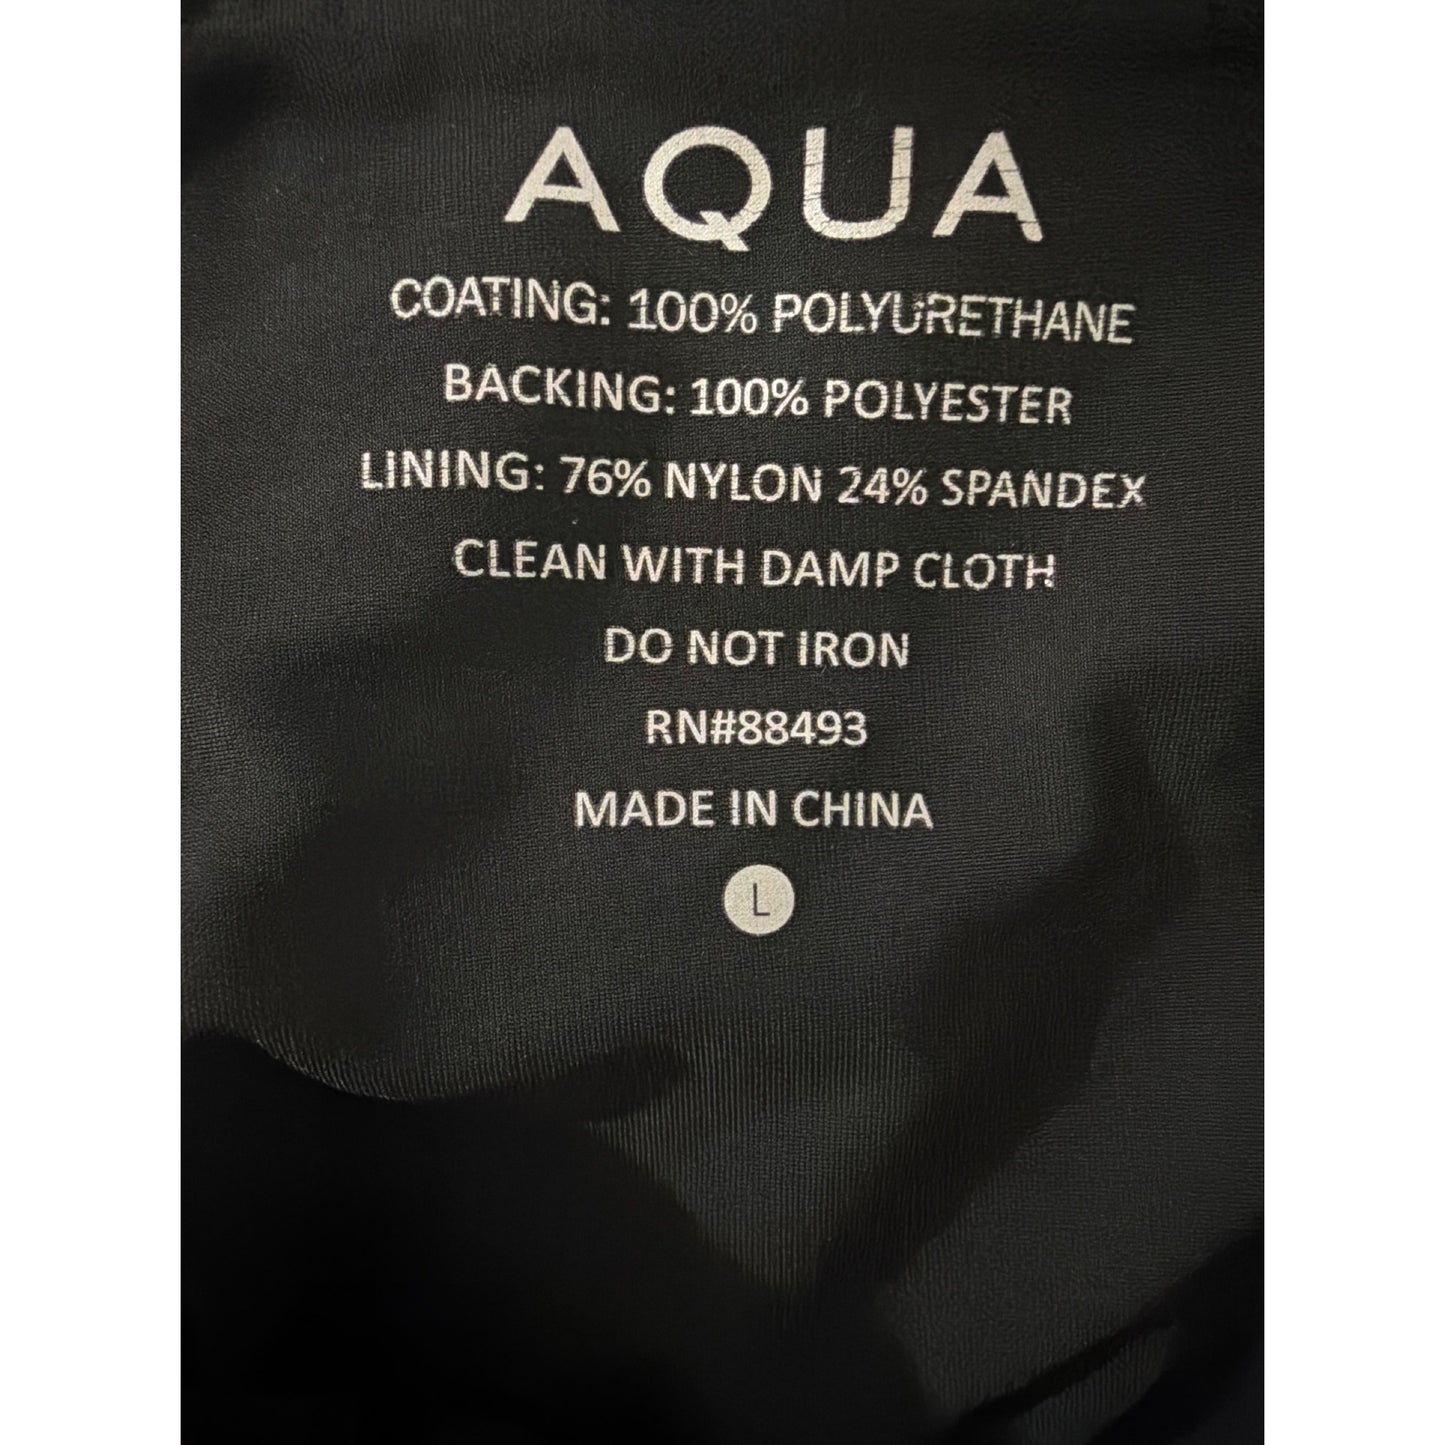 AQUA
COATING: 100% POLYURETHANE
BACKING: 100% POLYESTER
LINING: 76% NYLON 24% SPANDEX
CLEAN WITH DAMP CLOTH
DO NOT IRON
RN#88493
MADE IN CHINA
L